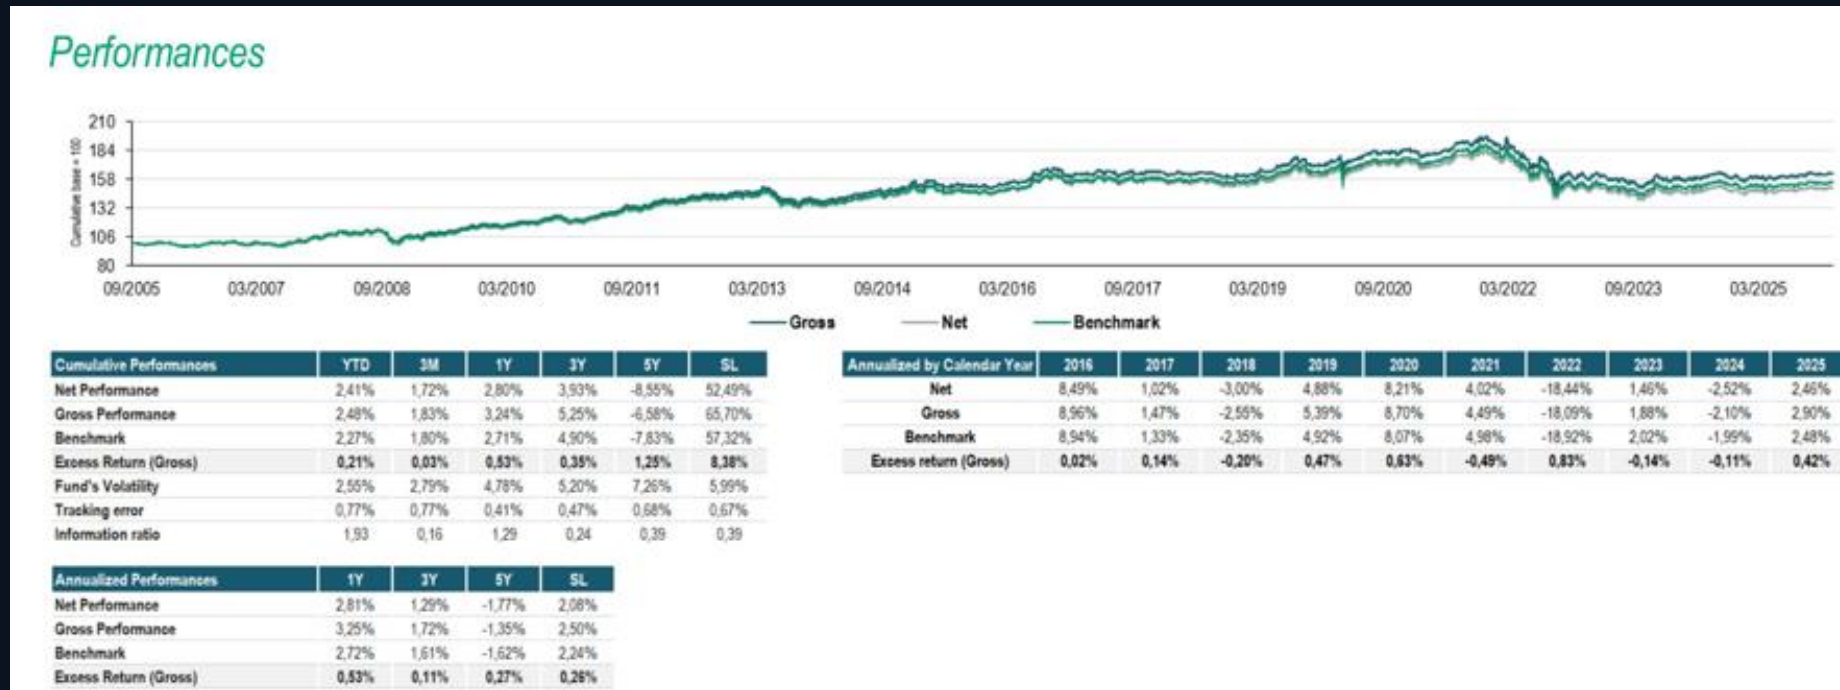 Performances
Cumulative base = 100
210
184
158
132
106
80
09/2005 03/2007 09/2008 03/2010 09/2011 03/2013 09/2014 03/2016 09/2017 03/2019 09/2020 03/2022 09/2023 03/2025
Gross Net Benchmark
Cumulative Performances YTD 3M 1Y 3Y 5Y SL
Net Performance 2,41% 1,72% 2,80% 3,93% -8,55% 52,49%
Gross Performance 2,48% 1,83% 3,24% 5,25% -6,58% 65,70%
Benchmark 2,27% 1,80% 2,71% 4,90% -7,83% 57,32%
Excess Return (Gross) 0,21% 0,03% 0,53% 0,35% 1,25% 8,38%
Fund's Volatility 2,55% 2,79% 4,78% 5,20% 7,26% 5,99%
Tracking error 0,77% 0,77% 0,41% 0,47% 0,68% 0,67%
Information ratio 1,93 0,16 1,29 0,24 0,39 0,39
Annualized by Calendar Year 2016 2017 2018 2019 2020 2021 2022 2023 2024 2025
Net 8,49% 1,02% -3,00% 4,88% 8,21% 4,02% -18,44% 1,46% -2,52% 2,46%
Gross 8,96% 1,47% -2,55% 5,39% 8,70% 4,49% -18,09% 1,88% -2,10% 2,90%
Benchmark 8,94% 1,33% -2,35% 4,92% 8,07% 4,98% -18,92% 2,02% -1,99% 2,48%
Excess return (Gross) 0,02% 0,14% -0,20% 0,47% 0,63% -0,49% 0,83% -0,14% -0,11% 0,42%
Annualized Performances 1Y 3Y 5Y SL
Net Performance 2,81% 1,29% -1,77% 2,08%
Gross Performance 3,25% 1,72% -1,35% 2,50%
Benchmark 2,72% 1,61% -1,62% 2,24%
Excess Return (Gross) 0,53% 0,11% 0,27% 0,26%